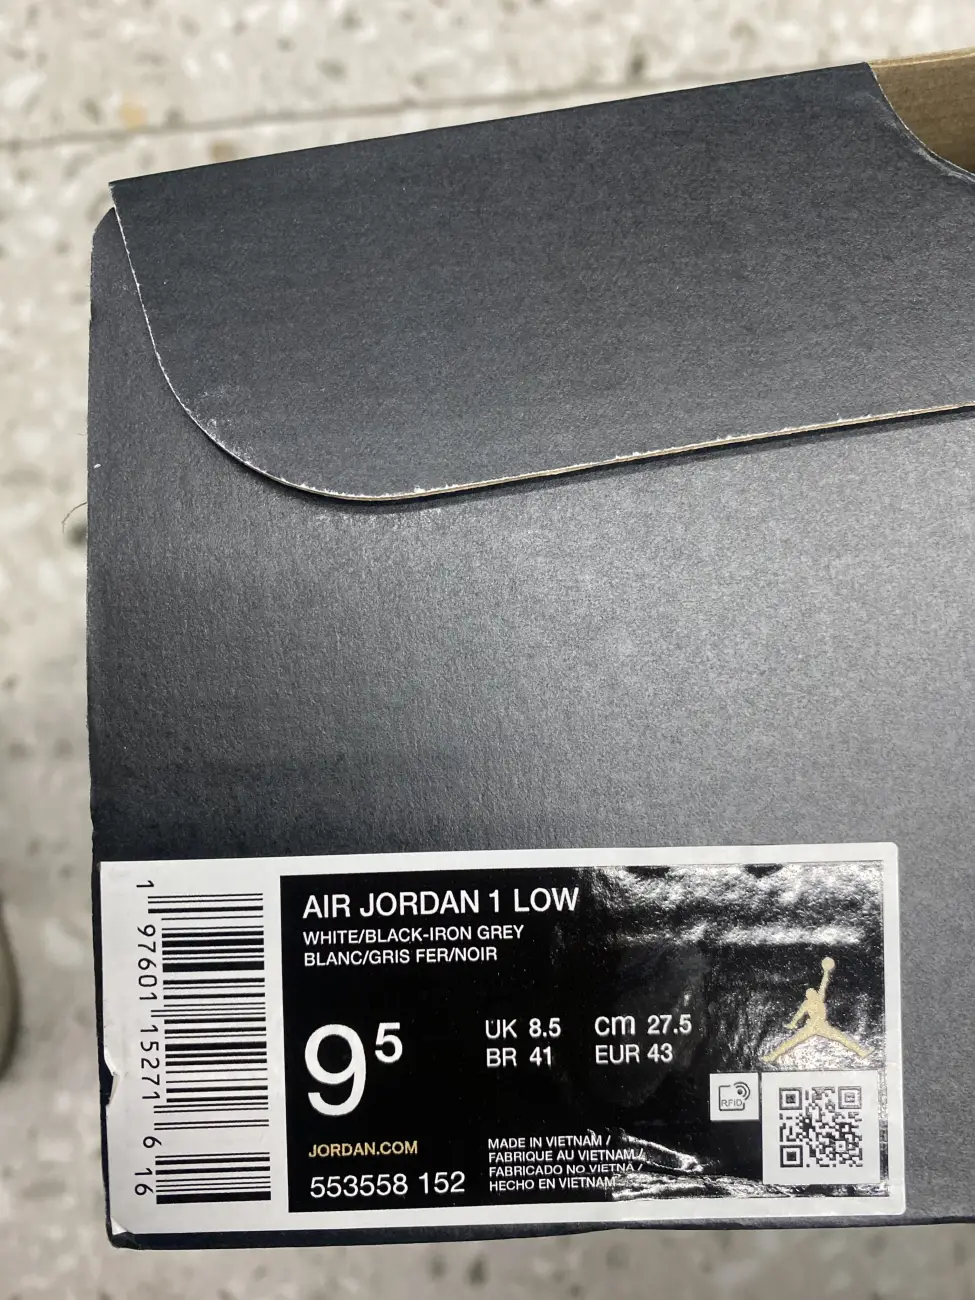 AIR JORDAN 1 LOW
WHITE/BLACK-IRON GREY
BLANC/GRIS FER/NOIR
9⁵
UK 8.5 cm 27.5
BR 41 EUR 43
RFID
JORDAN.COM
553558 152
MADE IN VIETNAM /
FABRIQUE AU VIETNAM /
FABRICADO NO VIETNÃ /
HECHO EN VIETNAM
1 97601 15271 6 16